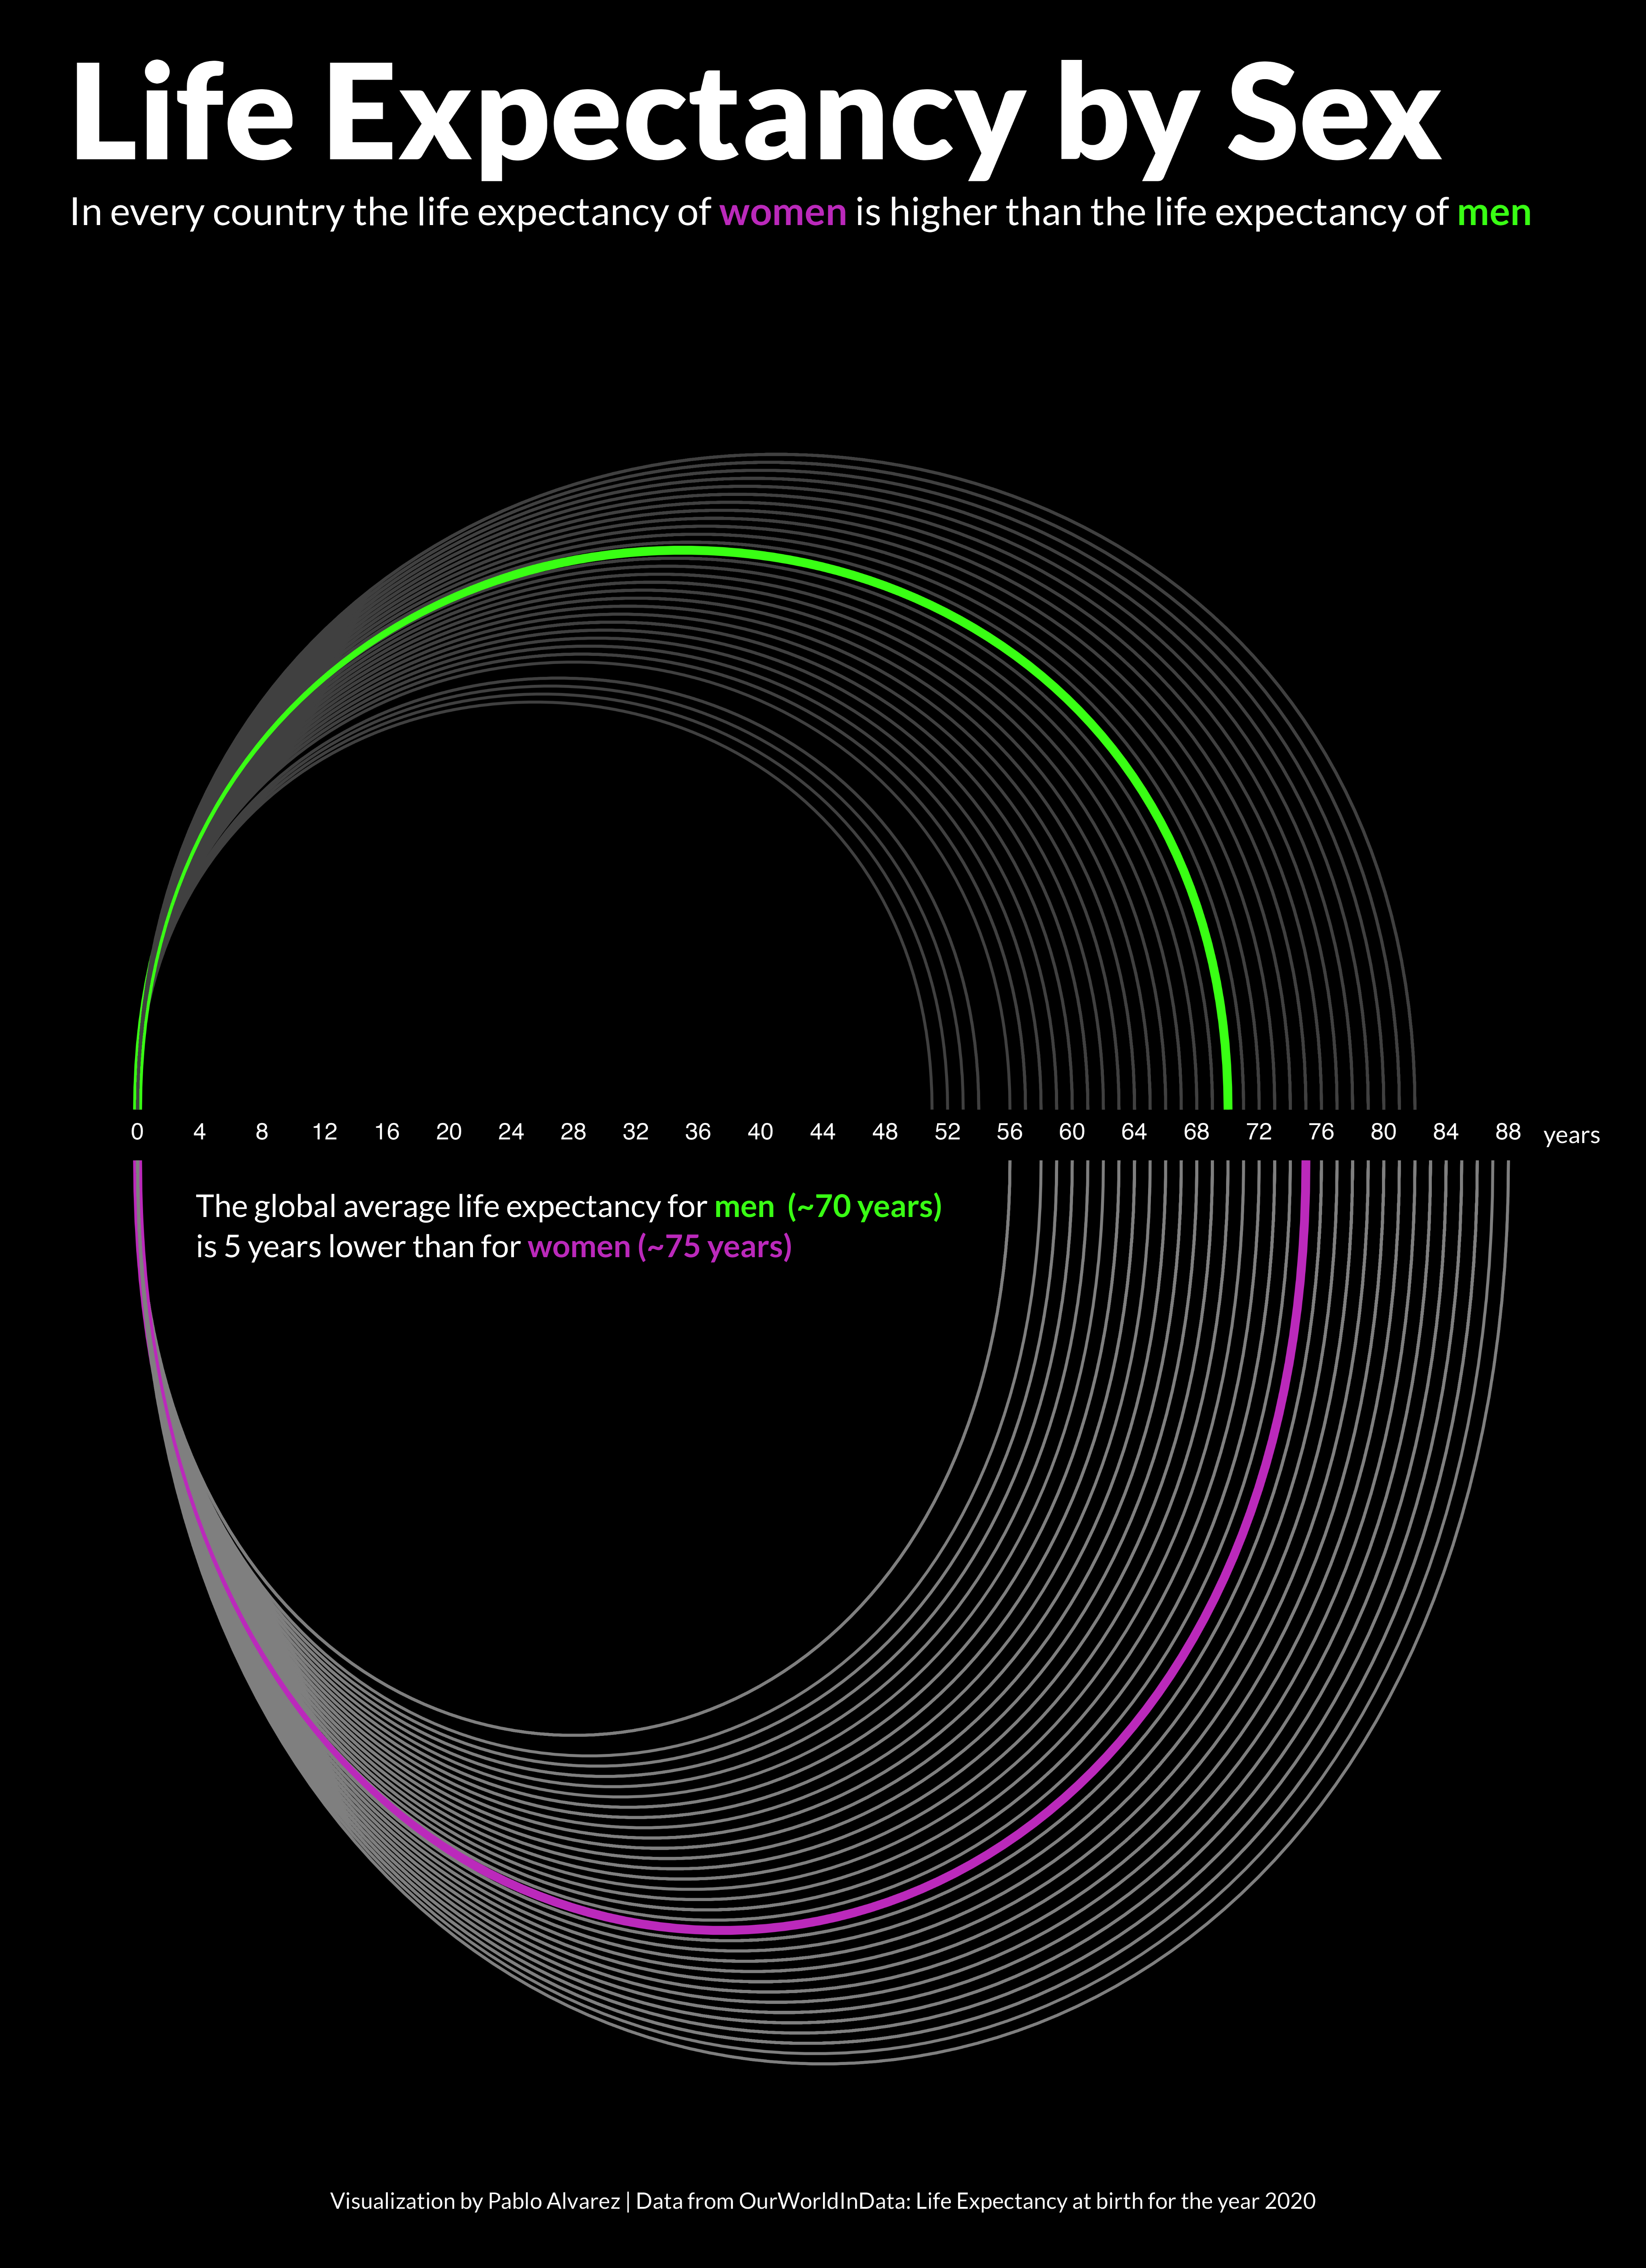 Life Expectancy by Sex
In every country the life expectancy of women is higher than the life expectancy of men
0 4 8 12 16 20 24 28 32 36 40 44 48 52 56 60 64 68 72 76 80 84 88 years
The global average life expectancy for men (~70 years)
is 5 years lower than for women (~75 years)
Visualization by Pablo Alvarez | Data from OurWorldInData: Life Expectancy at birth for the year 2020